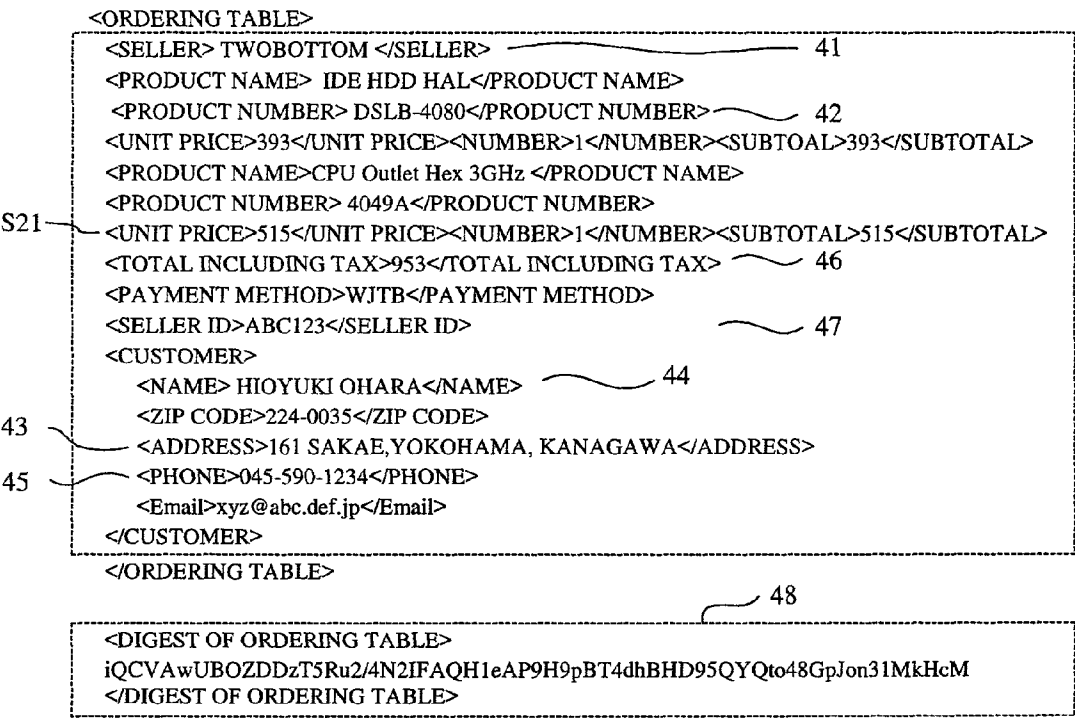 <ORDERING TABLE>
<SELLER> TWOBOTTOM </SELLER> 41
<PRODUCT NAME> IDE HDD HAL</PRODUCT NAME>
<PRODUCT NUMBER> DSLB-4080</PRODUCT NUMBER> 42
<UNIT PRICE>393</UNIT PRICE><NUMBER>1</NUMBER><SUBTOAL>393</SUBTOTAL>
<PRODUCT NAME>CPU Outlet Hex 3GHz </PRODUCT NAME>
<PRODUCT NUMBER> 4049A</PRODUCT NUMBER>
S21 <UNIT PRICE>515</UNIT PRICE><NUMBER>1</NUMBER><SUBTOTAL>515</SUBTOTAL>
<TOTAL INCLUDING TAX>953</TOTAL INCLUDING TAX> 46
<PAYMENT METHOD>WJTB</PAYMENT METHOD>
<SELLER ID>ABC123</SELLER ID> 47
<CUSTOMER>
<NAME> HIOYUKI OHARA</NAME> 44
<ZIP CODE>224-0035</ZIP CODE>
43 <ADDRESS>161 SAKAE,YOKOHAMA, KANAGAWA</ADDRESS>
45 <PHONE>045-590-1234</PHONE>
<Email>xyz@abc.def.jp</Email>
</CUSTOMER>
</ORDERING TABLE>
48
<DIGEST OF ORDERING TABLE>
iQCVAwUBOZDDzT5Ru2/4N2IFAQH1eAP9H9pBT4dhBHD95QYQto48GpJon31MkHcM
</DIGEST OF ORDERING TABLE>